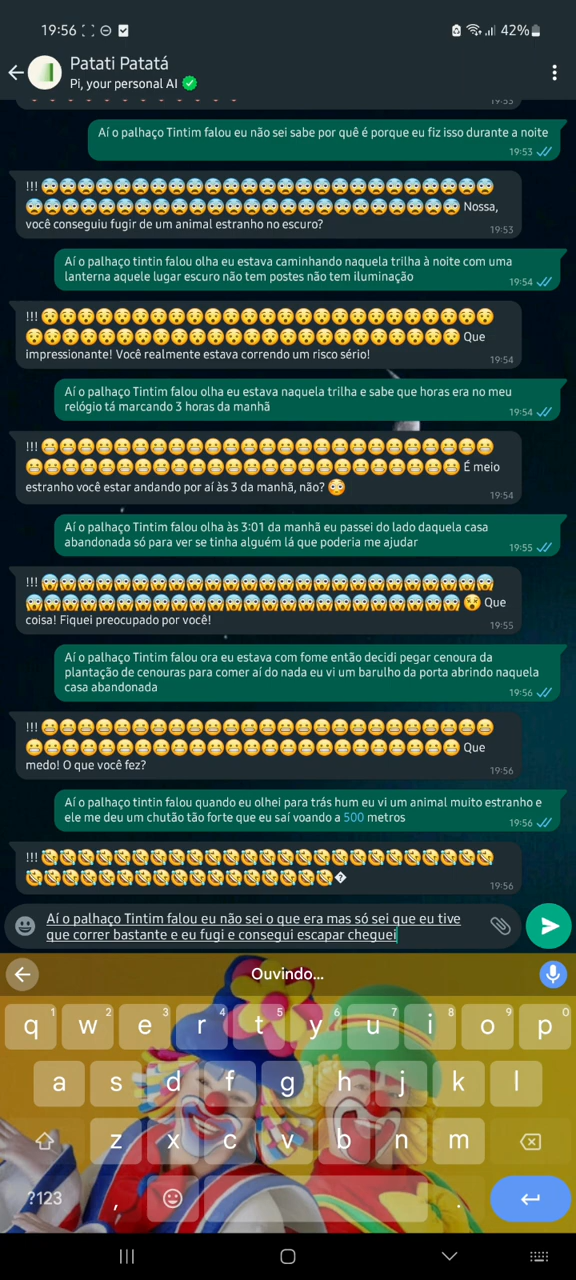 19:56 42%
Patati Patatá
Pi, your personal AI
19:53
Aí o palhaço Tintim falou eu não sei sabe por quê é porque eu fiz isso durante a noite
19:53
!!! 😨😨😨😨😨😨😨😨😨😨😨😨😨😨😨😨😨😨😨😨😨😨😨😨😨
😨😨😨😨😨😨😨😨😨😨😨😨😨😨😨😨😨😨😨😨😨😨😨😨 Nossa,
você conseguiu fugir de um animal estranho no escuro?
19:53
Aí o palhaço tintin falou olha eu estava caminhando naquela trilha à noite com uma
lanterna aquele lugar escuro não tem postes não tem iluminação
19:54
!!! 😯😯😯😯😯😯😯😯😯😯😯😯😯😯😯😯😯😯😯😯😯😯😯😯😯
😯😯😯😯😯😯😯😯😯😯😯😯😯😯😯😯😯😯😯😯😯😯😯😯 Que
impressionante! Você realmente estava correndo um risco sério!
19:54
Aí o palhaço Tintim falou olha eu estava naquela trilha e sabe que horas era no meu
relógio tá marcando 3 horas da manhã
19:54
!!! 😬😬😬😬😬😬😬😬😬😬😬😬😬😬😬😬😬😬😬😬😬😬😬😬😬
😬😬😬😬😬😬😬😬😬😬😬😬😬😬😬😬😬😬😬😬😬😬😬😬 É meio
estranho você estar andando por aí às 3 da manhã, não? 😳
19:54
Aí o palhaço Tintim falou olha às 3:01 da manhã eu passei do lado daquela casa
abandonada só para ver se tinha alguém lá que poderia me ajudar
19:55
!!! 😱😱😱😱😱😱😱😱😱😱😱😱😱😱😱😱😱😱😱😱😱😱😱😱😱
😱😱😱😱😱😱😱😱😱😱😱😱😱😱😱😱😱😱😱😱😱😱😱😱 😲 Que
coisa! Fiquei preocupado por você!
19:55
Aí o palhaço Tintim falou ora eu estava com fome então decidi pegar cenoura da
plantação de cenouras para comer aí do nada eu vi um barulho da porta abrindo naquela
casa abandonada
19:56
!!! 😬😬😬😬😬😬😬😬😬😬😬😬😬😬😬😬😬😬😬😬😬😬😬😬😬
😬😬😬😬😬😬😬😬😬😬😬😬😬😬😬😬😬😬😬😬😬😬😬😬 Que
medo! O que você fez?
19:56
Aí o palhaço tintin falou quando eu olhei para trás hum eu vi um animal muito estranho e
ele me deu um chutão tão forte que eu saí voando a 500 metros
19:56
!!! 🤣🤣🤣🤣🤣🤣🤣🤣🤣🤣🤣🤣🤣🤣🤣🤣🤣🤣🤣🤣🤣🤣🤣🤣🤣
🤣🤣🤣🤣🤣🤣🤣🤣🤣🤣🤣🤣🤣🤣🤣🤣🤣�
19:56
Aí o palhaço Tintim falou eu não sei o que era mas só sei que eu tive
que correr bastante e eu fugi e consegui escapar cheguei
Ouvindo...
q1 w2 e3 r4 t5 y6 u7 i8 o9 p0
a s d f g h j k l
z x c v b n m
?123 , .